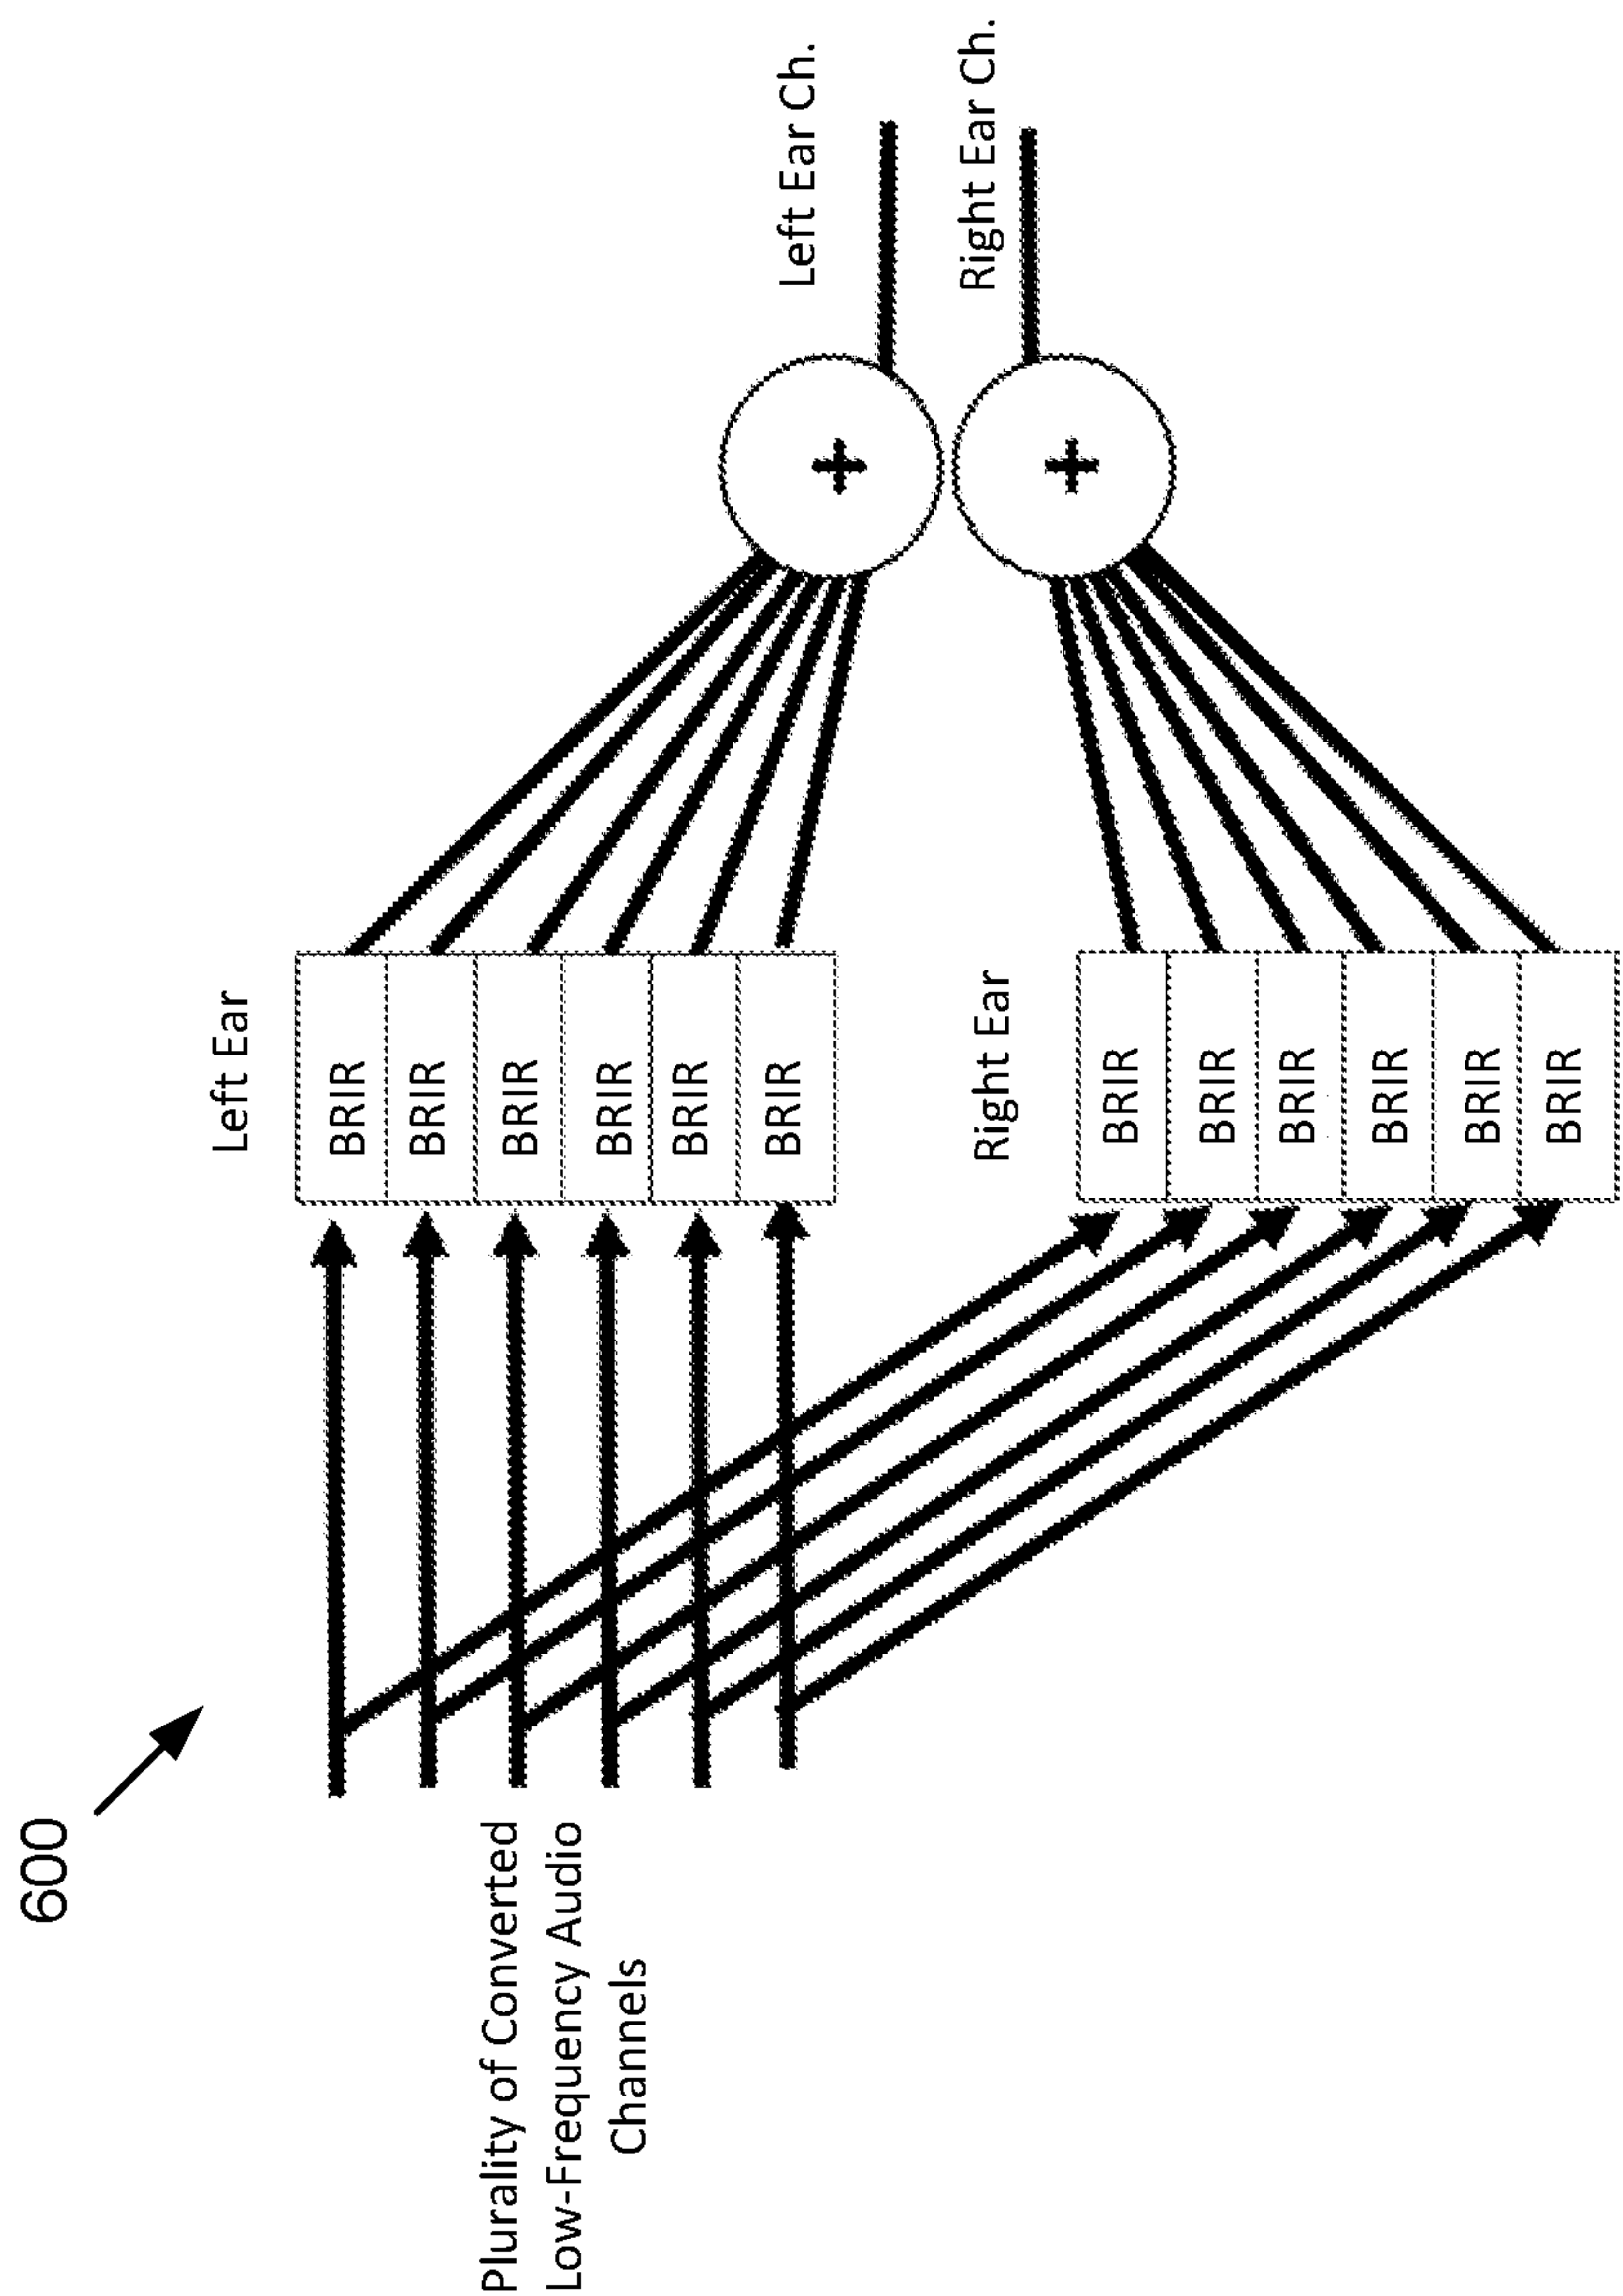 600
Plurality of Converted
Low-Frequency Audio
Channels
Left Ear
BRIR
BRIR
BRIR
BRIR
BRIR
BRIR
Right Ear
BRIR
BRIR
BRIR
BRIR
BRIR
BRIR
Left Ear Ch.
+
Right Ear Ch.
+